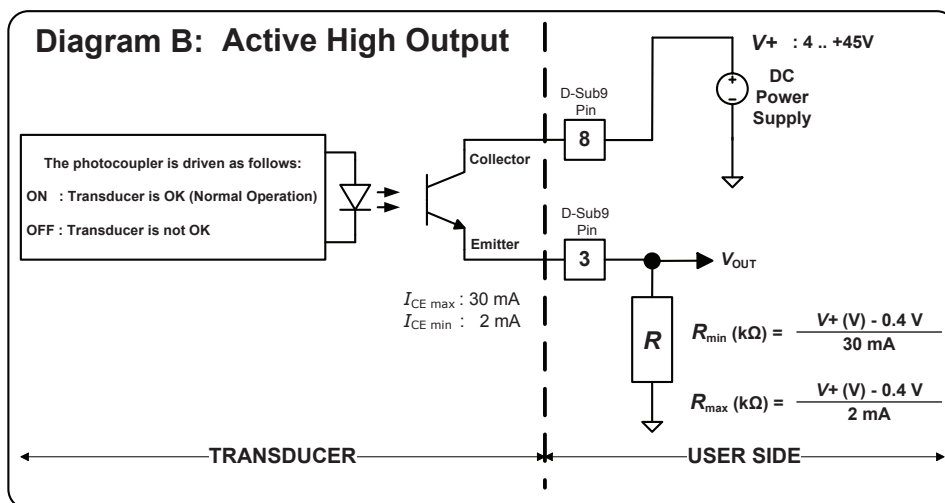 Diagram B: Active High Output
V+ : 4 .. +45V
DC
Power
Supply
D-Sub9
Pin
8
Collector
The photocoupler is driven as follows:
ON : Transducer is OK (Normal Operation)
OFF : Transducer is not OK
D-Sub9
Pin
3
Emitter
VOUT
ICE max : 30 mA
ICE min : 2 mA
R
Rmin (kΩ) = V+ (V) - 0.4 V
30 mA
Rmax (kΩ) = V+ (V) - 0.4 V
2 mA
TRANSDUCER
USER SIDE